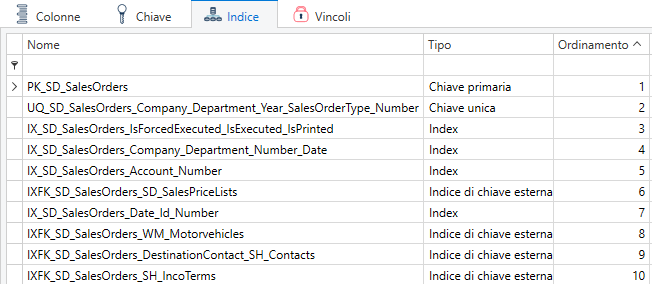 Colonne Chiave Indice Vincoli
Nome Tipo Ordinamento
PK_SD_SalesOrders Chiave primaria 1
UQ_SD_SalesOrders_Company_Department_Year_SalesOrderType_Number Chiave unica 2
IX_SD_SalesOrders_IsForcedExecuted_IsExecuted_IsPrinted Index 3
IX_SD_SalesOrders_Company_Department_Number_Date Index 4
IX_SD_SalesOrders_Account_Number Index 5
IXFK_SD_SalesOrders_SD_SalesPriceLists Indice di chiave esterna 6
IX_SD_SalesOrders_Date_Id_Number Index 7
IXFK_SD_SalesOrders_WM_Motorvehicles Indice di chiave esterna 8
IXFK_SD_SalesOrders_DestinationContact_SH_Contacts Indice di chiave esterna 9
IXFK_SD_SalesOrders_SH_IncoTerms Indice di chiave esterna 10